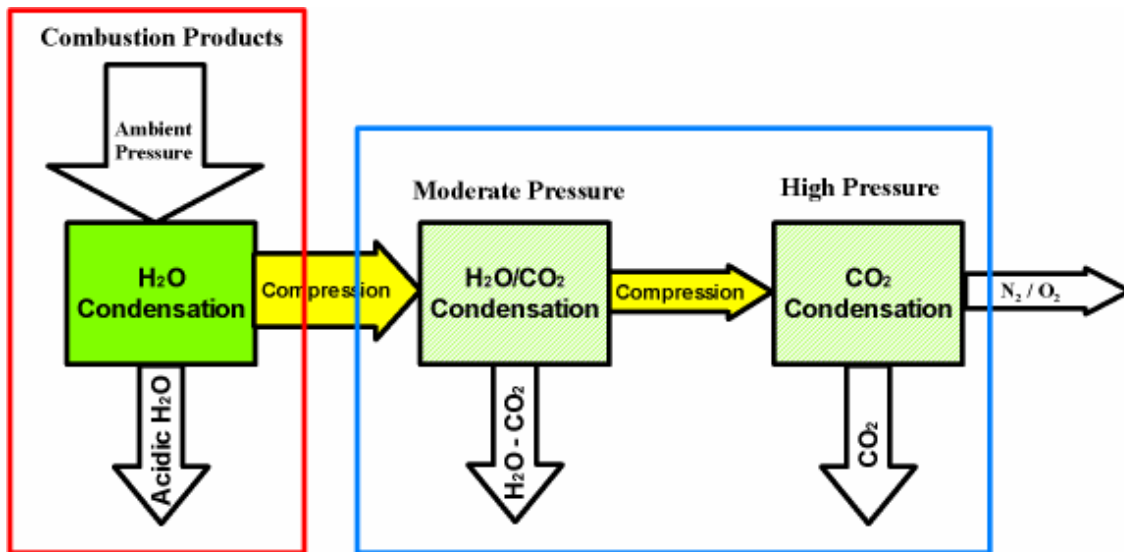 Combustion Products
Ambient
Pressure
Moderate Pressure
High Pressure
H₂O
Condensation
Compression
H₂O/CO₂
Condensation
Compression
CO₂
Condensation
N₂ / O₂
Acidic H₂O
H₂O - CO₂
CO₂